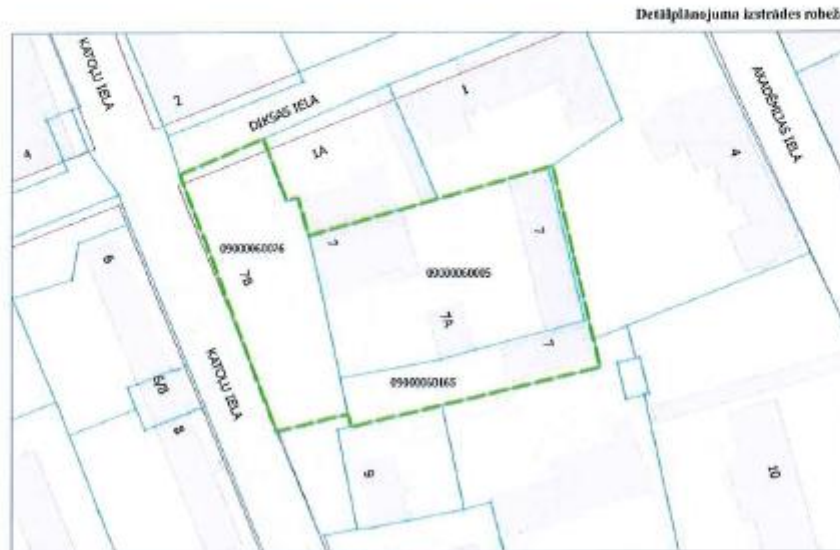 Detālplānojuma izstrādes robež
KATOĻU IELA
2
DĪĶSAS IELA
1
AKADĒMIJAS IELA
4
4
1A
09000060076
7
7
6
7B
09000060005
7A
KATOĻU IELA
7
6/8
09000060165
8
9
10